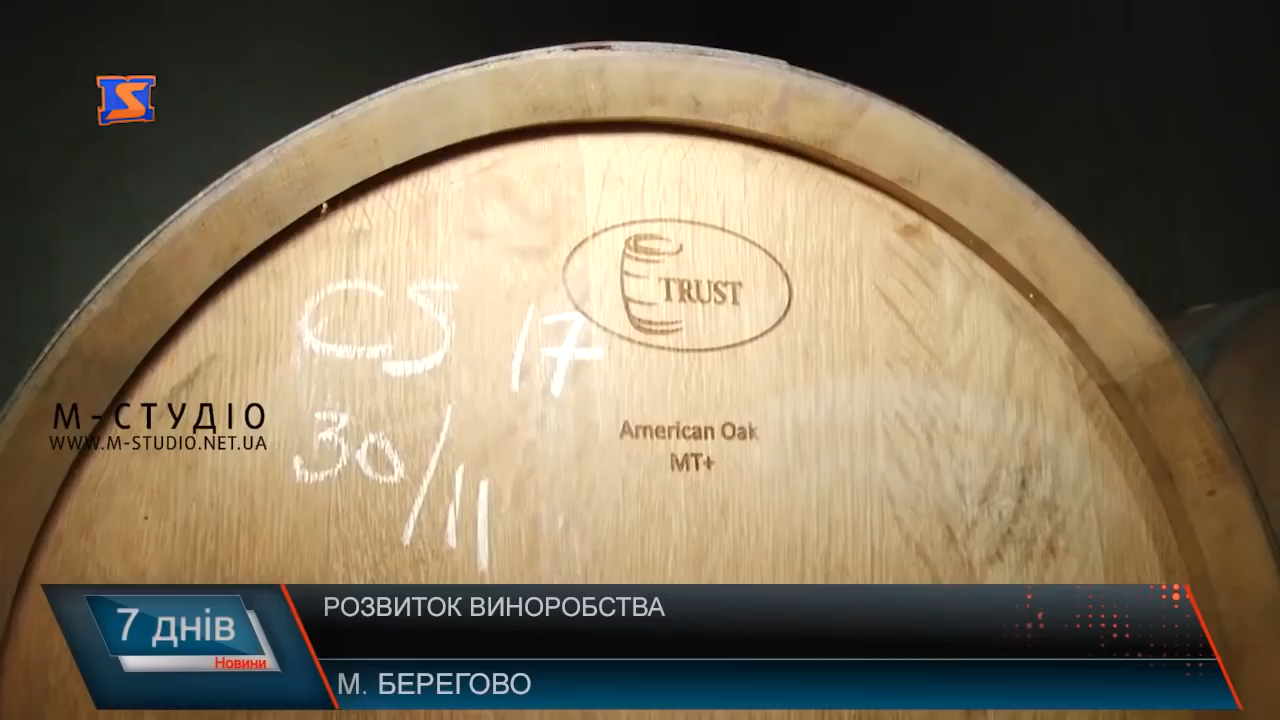 TRUST
CS 17
American Oak
MT+
30/11
М-СТУДІО
WWW.M-STUDIO.NET.UA
7 днів
Новини
РОЗВИТОК ВИНОРОБСТВА
М. БЕРЕГОВО